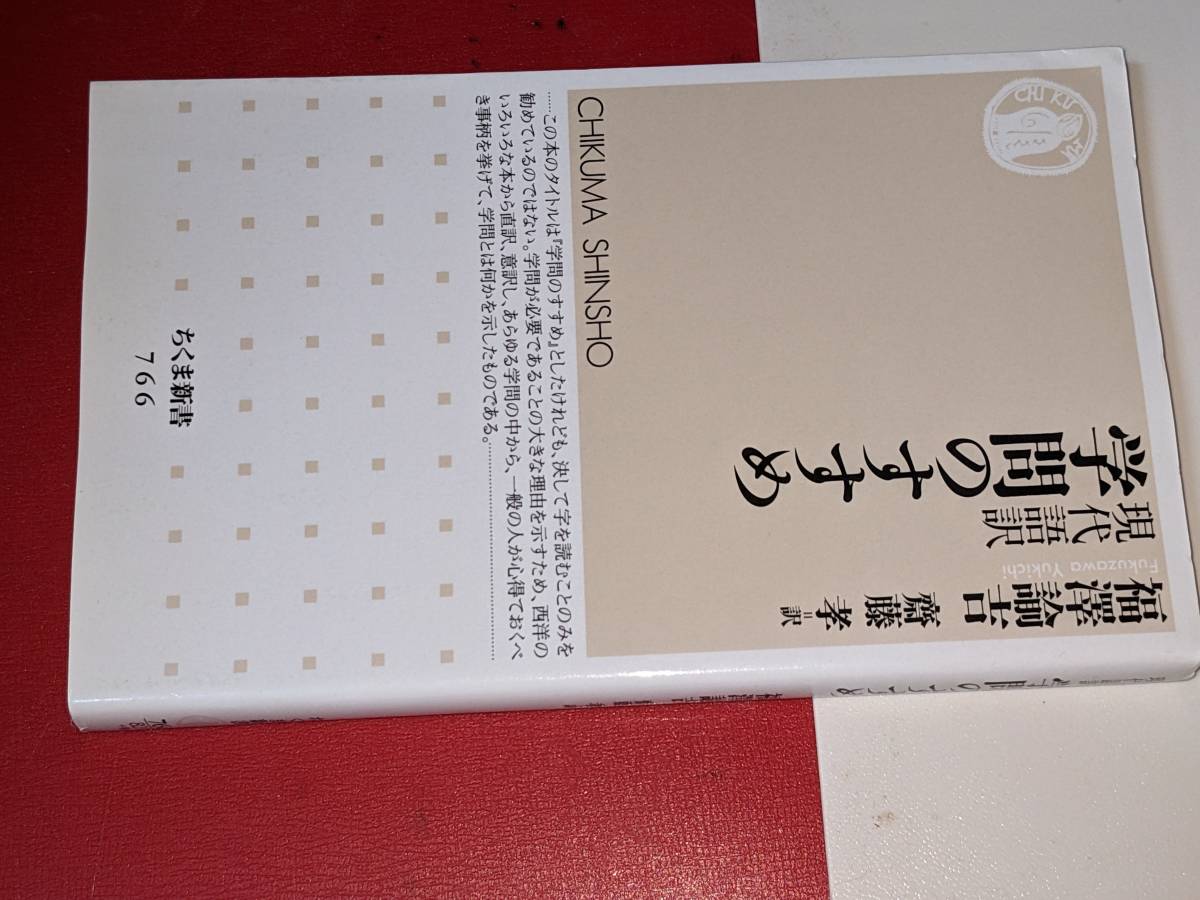 CHIKUMA SHINSHO
現代語訳
学問のすすめ
Fukuzawa Yukichi
福澤諭吉
齋藤孝=訳
……この本のタイトルは『学問のすすめ』としたけれども、決して字を読むことのみを
勧めているのではない。学問が必要であることの大きな理由を示すため、西洋の
いろいろな本から直訳、意訳し、あらゆる学問の中から、一般の人が心得ておくべ
き事柄を挙げて、学問とは何かを示したものである。……
ちくま新書
766
CHIKU